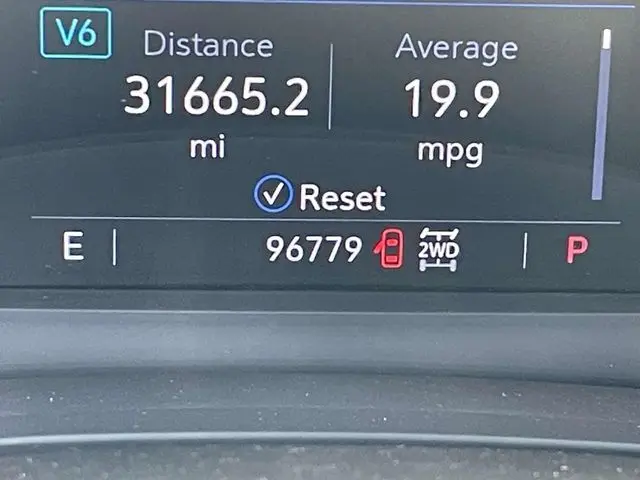 V6 Distance Average
31665.2 19.9
mi mpg
Reset
E 96779 2WD P